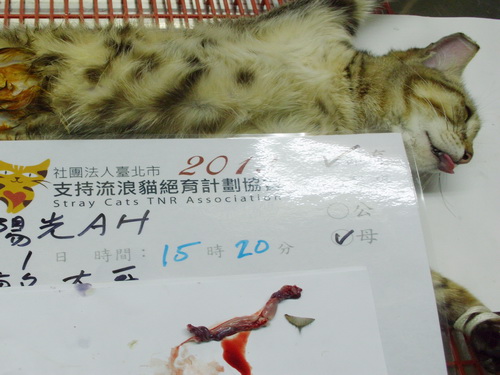 社團法人臺北市 201
支持流浪貓絕育計劃協會
Stray Cats TNR Association
陽光AH
公
母
1 日 時間: 15 時 20 分